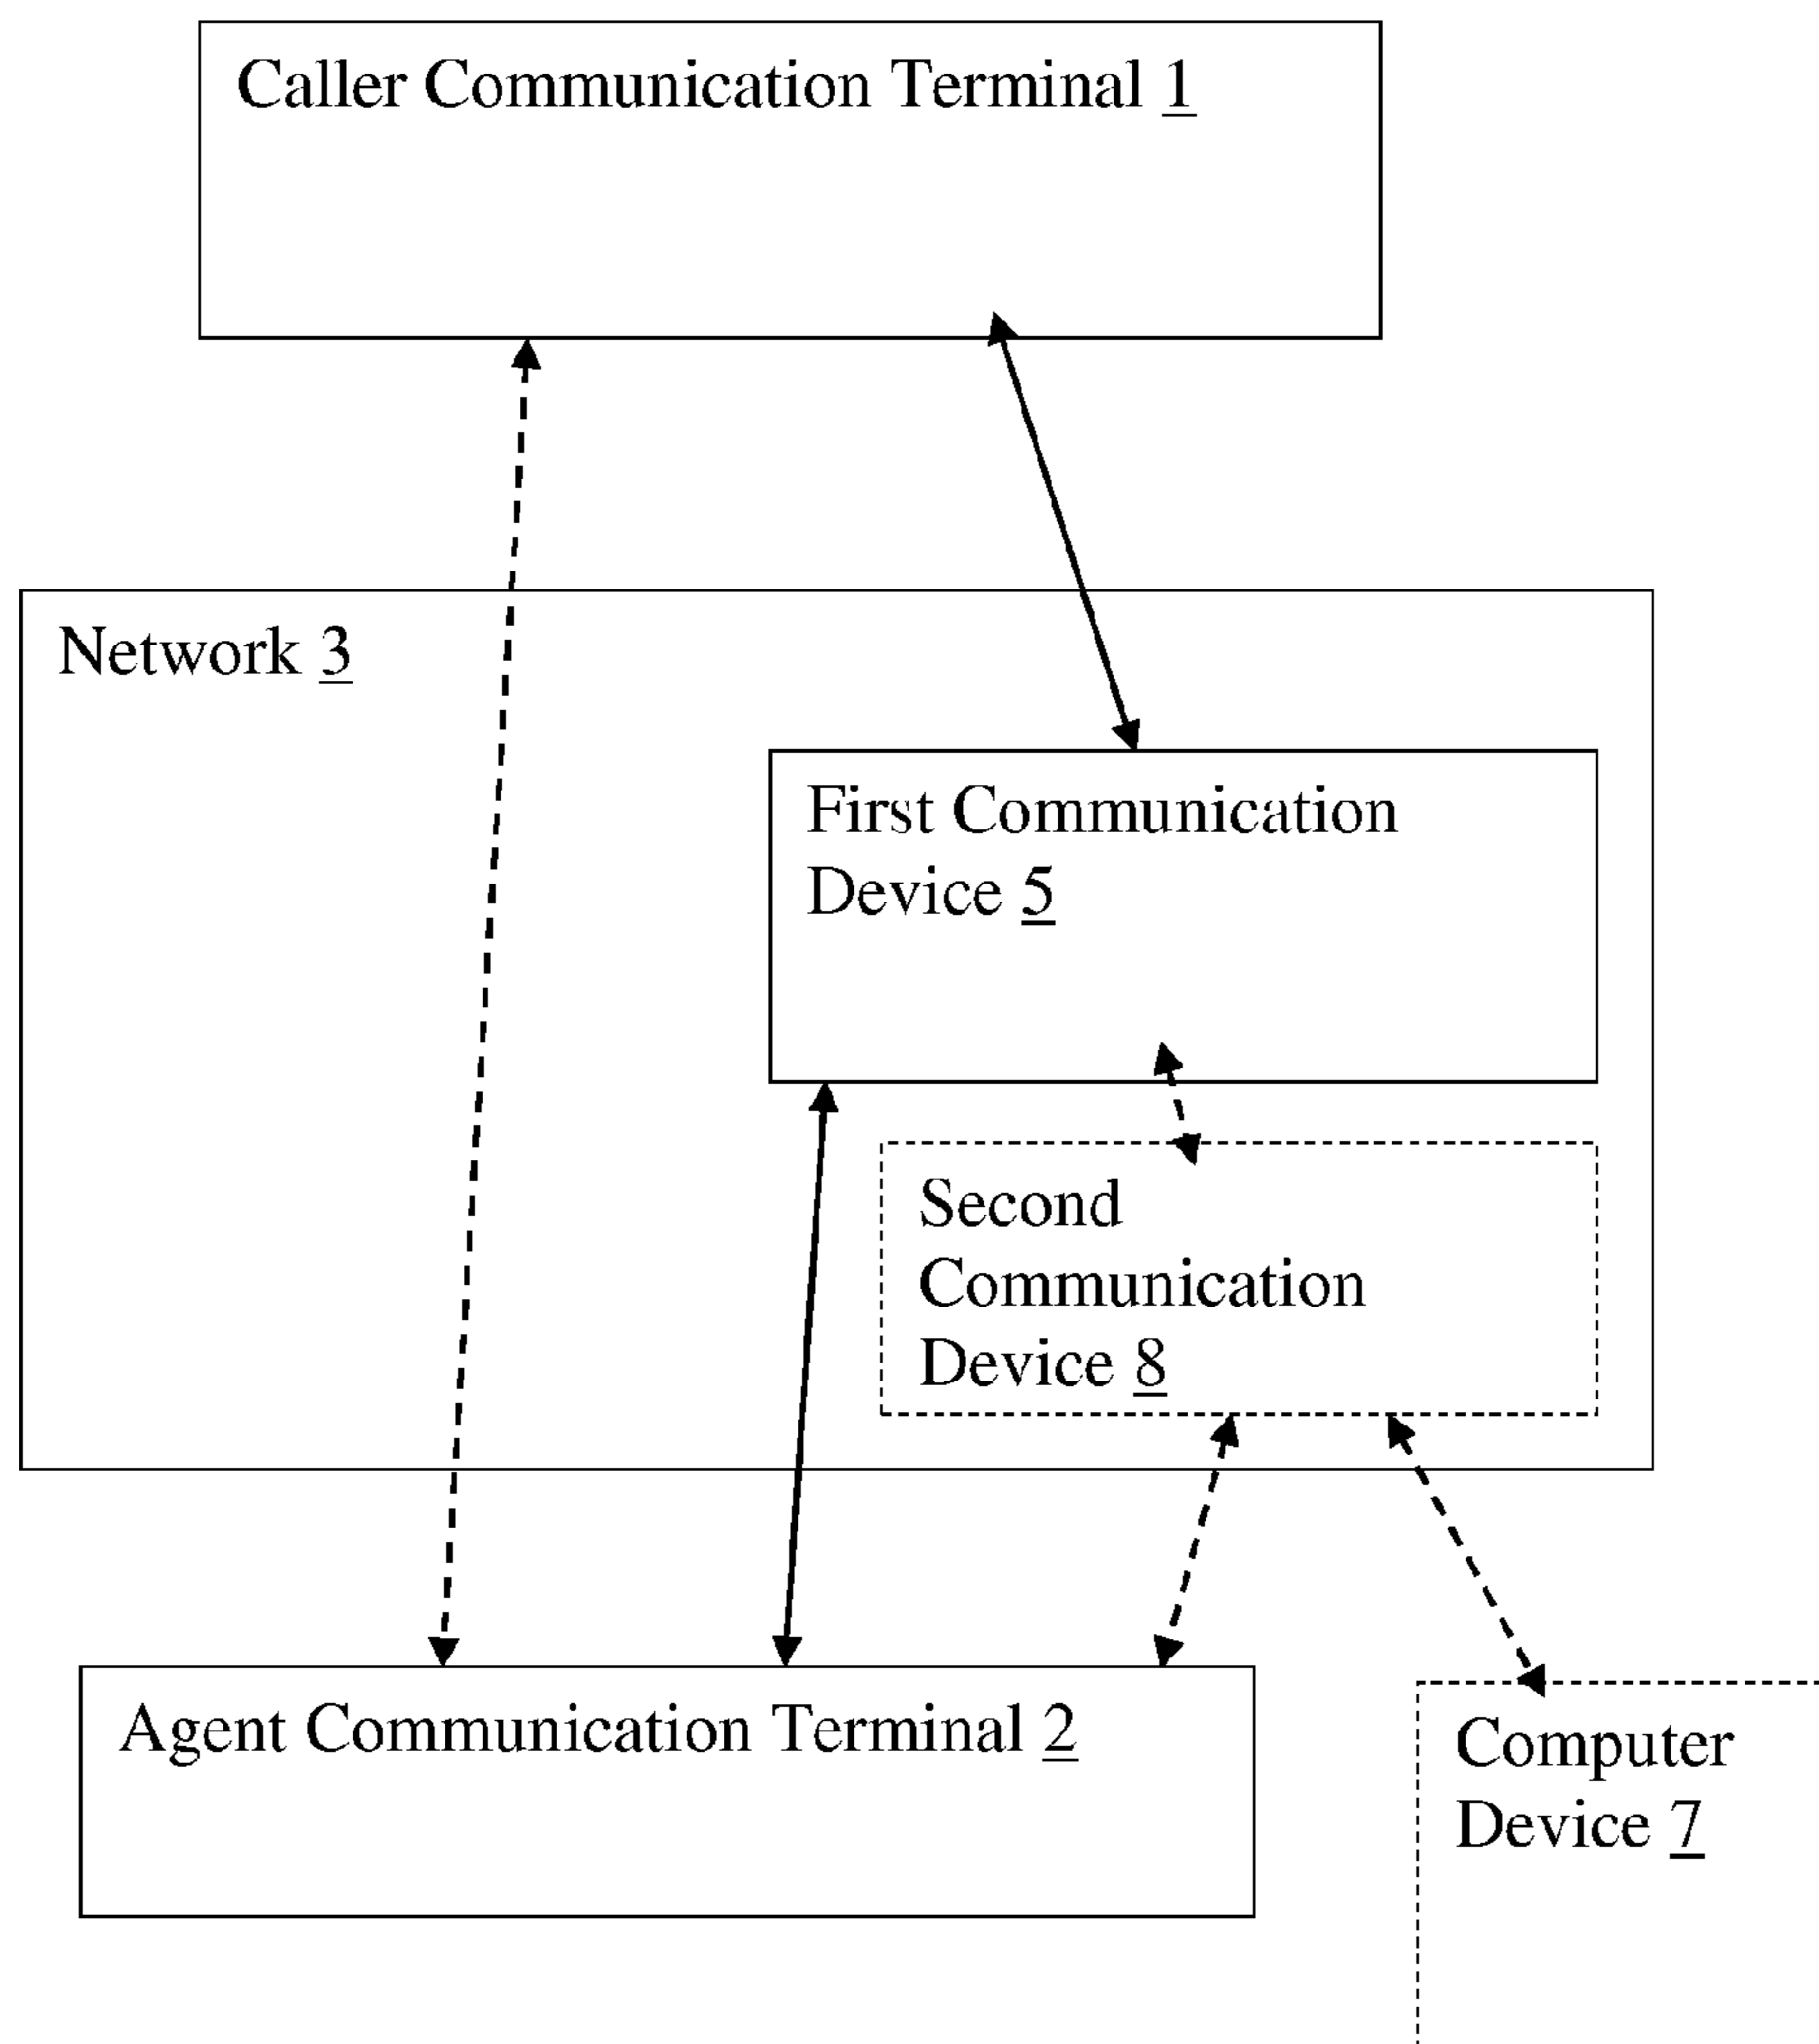 Caller Communication Terminal 1
Network 3
First Communication
Device 5
Second
Communication
Device 8
Agent Communication Terminal 2
Computer
Device 7